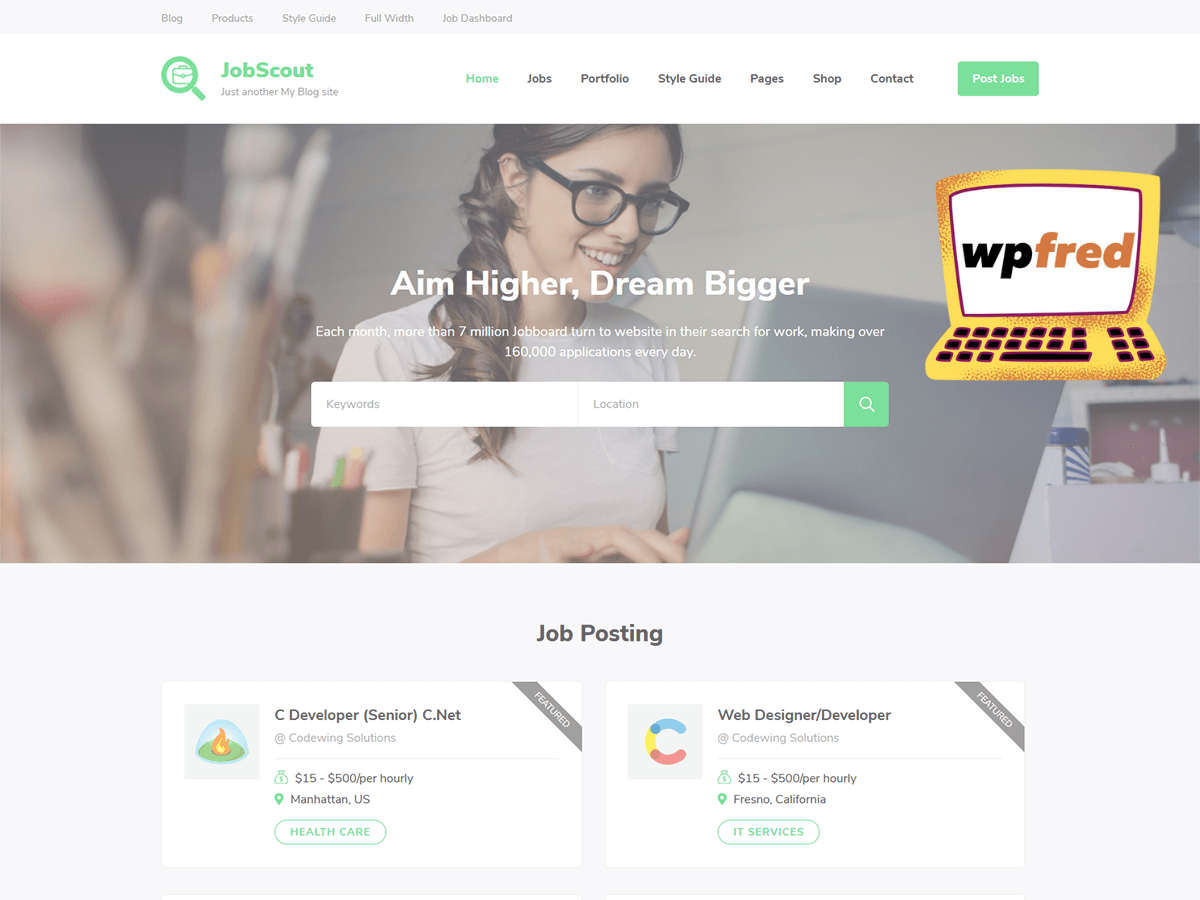 Blog Products Style Guide Full Width Job Dashboard
JobScout
Just another My Blog site
Home Jobs Portfolio Style Guide Pages Shop Contact Post Jobs
wpfred
Aim Higher, Dream Bigger
Each month, more than 7 million Jobboard turn to website in their search for work, making over
160,000 applications every day.
Keywords Location
Job Posting
FEATURED
C Developer (Senior) C.Net
@ Codewing Solutions
$15 - $500/per hourly
Manhattan, US
HEALTH CARE
FEATURED
Web Designer/Developer
@ Codewing Solutions
$15 - $500/per hourly
Fresno, California
IT SERVICES